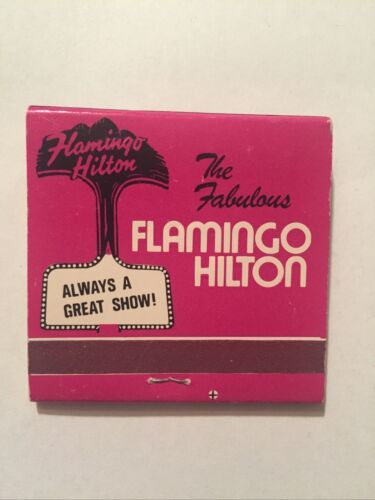 Flamingo
Hilton
ALWAYS A
GREAT SHOW!
The
Fabulous
FLAMINGO
HILTON